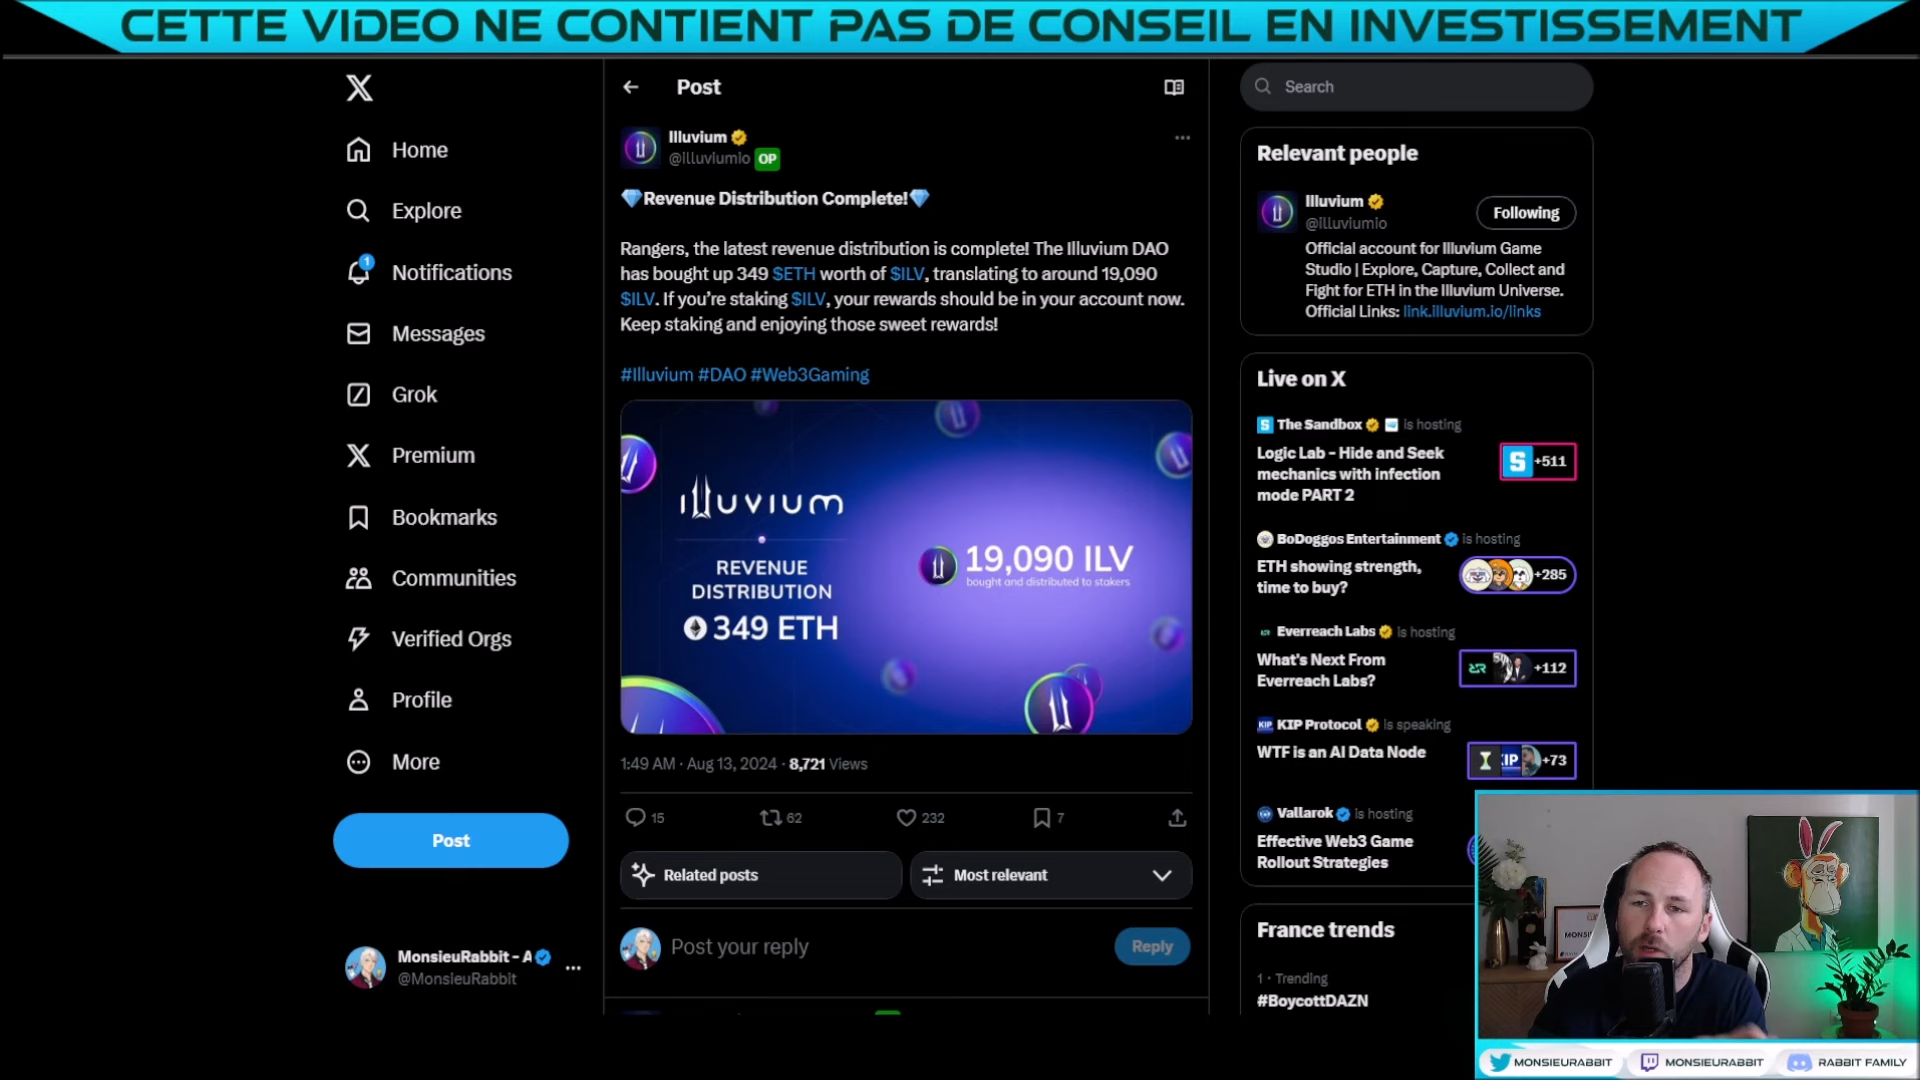 CETTE VIDEO NE CONTIENT PAS DE CONSEIL EN INVESTISSEMENT
Home
Explore
1
Notifications
Messages
Grok
Premium
Bookmarks
Communities
Verified Orgs
Profile
More
Post
MonsieuRabbit - A
@MonsieuRabbit
Post
Illuvium
@illuviumio OP
💎Revenue Distribution Complete!💎
Rangers, the latest revenue distribution is complete! The Illuvium DAO
has bought up 349 $ETH worth of $ILV, translating to around 19,090
$ILV. If you’re staking $ILV, your rewards should be in your account now.
Keep staking and enjoying those sweet rewards!
#Illuvium #DAO #Web3Gaming
ILLUVIUM
REVENUE
DISTRIBUTION
349 ETH
19,090 ILV
bought and distributed to stakers
1:49 AM · Aug 13, 2024 · 8,721 Views
15
62
232
7
Related posts
Most relevant
Post your reply
Reply
Search
Relevant people
Illuvium
@illuviumio
Following
Official account for Illuvium Game
Studio | Explore, Capture, Collect and
Fight for ETH in the Illuvium Universe.
Official Links: link.illuvium.io/links
Live on X
The Sandbox is hosting
Logic Lab - Hide and Seek
mechanics with infection
mode PART 2
S +511
BoDoggos Entertainment is hosting
ETH showing strength,
time to buy?
+285
Everreach Labs is hosting
What's Next From
Everreach Labs?
+112
KIP Protocol is speaking
WTF is an AI Data Node
KIP +73
Vallarok is hosting
Effective Web3 Game
Rollout Strategies
France trends
1 · Trending
#BoycottDAZN
MONSIEURABBIT
MONSIEURABBIT
RABBIT FAMILY